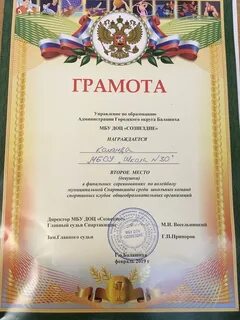 ГРАМОТА
Управление по образованию
Администрации Городского округа Балашиха
МБУ ДОЦ «СОЗВЕЗДИЕ»
НАГРАЖДАЕТСЯ
Команда
МБОУ "Школа №30"
ВТОРОЕ МЕСТО
(девушки)
в финальных соревнованиях по волейболу
муниципальной Спартакиады среди школьных команд
спортивных клубов общеобразовательных организаций
Директор МБУ ДОЦ «Созвездие»
Главный судья Спартакиады М.Н. Весельницкий
Зам.Главного судьи Г.П.Припоров
Г.о.Балашиха
февраль 2019 г